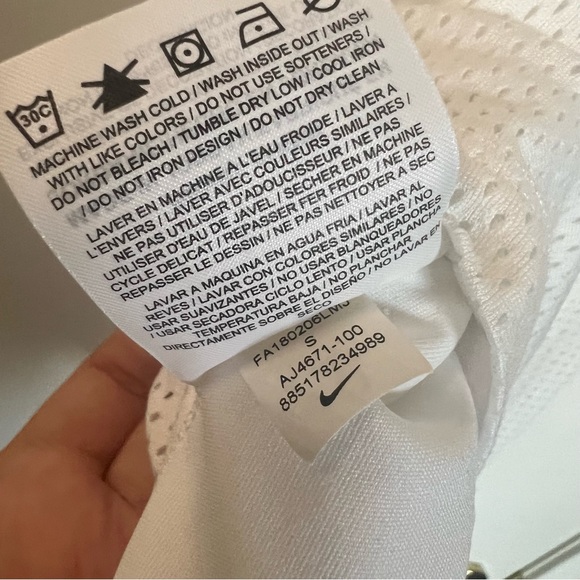 30C
MACHINE WASH COLD / WASH INSIDE OUT / WASH
WITH LIKE COLORS / DO NOT USE SOFTENERS /
DO NOT BLEACH / TUMBLE DRY LOW / COOL IRON
/ DO NOT IRON DESIGN / DO NOT DRY CLEAN
LAVER EN MACHINE A L'EAU FROIDE / LAVER A
L'ENVERS / LAVER AVEC COULEURS SIMILAIRES /
NE PAS UTILISER D'ADOUCISSEUR / NE PAS
UTILISER D'EAU DE JAVEL / SECHER EN MACHINE
CYCLE DELICAT / REPASSER FER FROID / NE PAS
REPASSER LE DESSIN / NE PAS NETTOYER A SEC
LAVAR A MAQUINA EN AGUA FRIA / LAVAR AL
REVES / LAVAR CON COLORES SIMILARES / NO
USAR SUAVIZANTES / NO USAR BLANQUEADORES
/ USAR SECADORA CICLO LENTO / USAR PLANCHA
TEMPERATURA BAJA / NO PLANCHAR
DIRECTAMENTE SOBRE EL DISEÑO / NO LAVAR EN
SECO
FA180206LMJ
S
AJ4671-100
885178234989